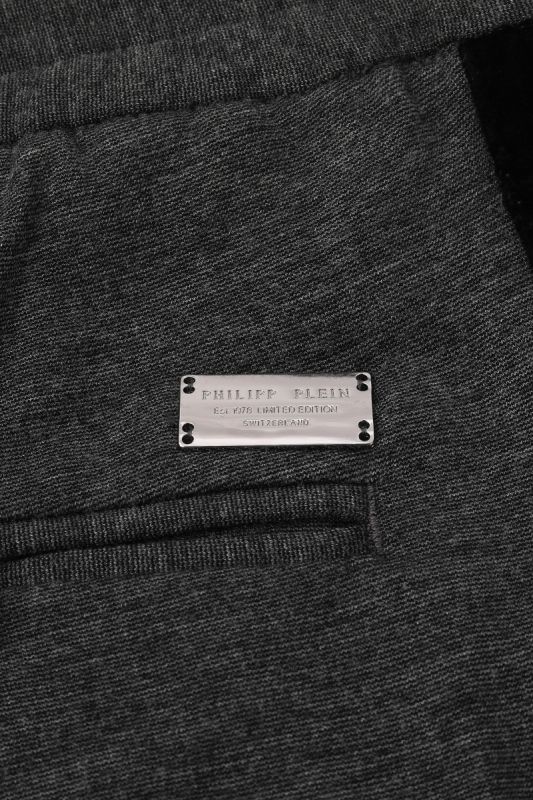 PHILIPP PLEIN
Est 1978 LIMITED EDITION
SWITZERLAND